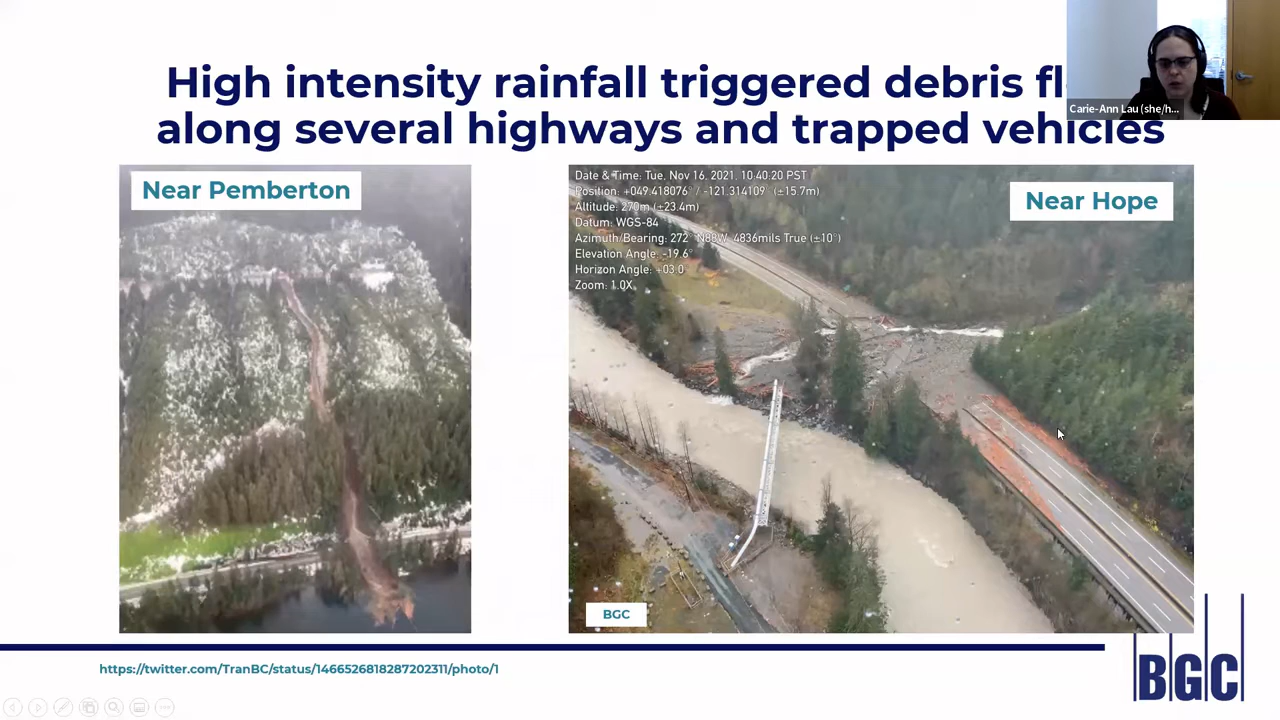 High intensity rainfall triggered debris
along several highways and trapped vehicles
Carie-Ann Lau (she/h...
Near Pemberton
Date & Time: Tue, Nov 16, 2021, 10:40:20 PST
Position: +049.418076° / -121.314109° (±15.7m)
Altitude: 270m (±23.4m)
Datum: WGS-84
Azimuth/Bearing: 272° N88W 4836mils True (±10°)
Elevation Angle: -19.6°
Horizon Angle: +03.0°
Zoom: 1.0X
Near Hope
BGC
https://twitter.com/TranBC/status/1466526818287202311/photo/1
BGC